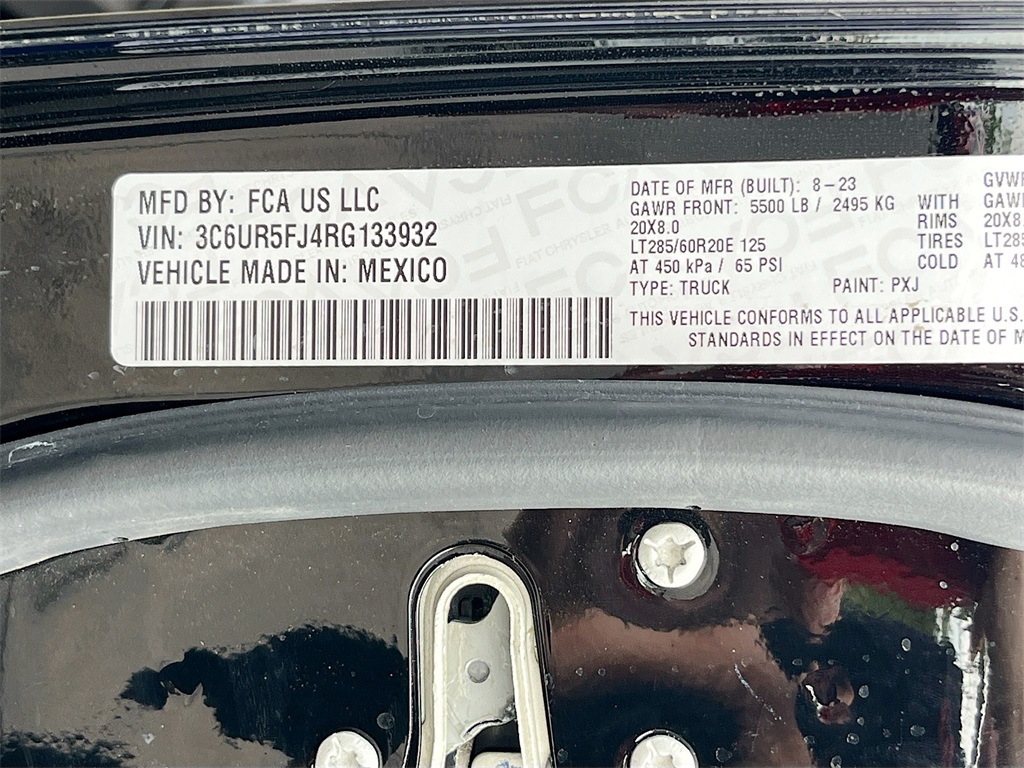 MFD BY: FCA US LLC
VIN: 3C6UR5FJ4RG133932
VEHICLE MADE IN: MEXICO
DATE OF MFR (BUILT): 8-23
GAWR FRONT: 5500 LB / 2495 KG WITH
20X8.0 RIMS 20X8
LT285/60R20E 125 TIRES
AT 450 kPa / 65 PSI COLD AT
TYPE: TRUCK PAINT: PXJ
THIS VEHICLE CONFORMS TO ALL APPLICABLE U.S.
STANDARDS IN EFFECT ON THE DATE OF